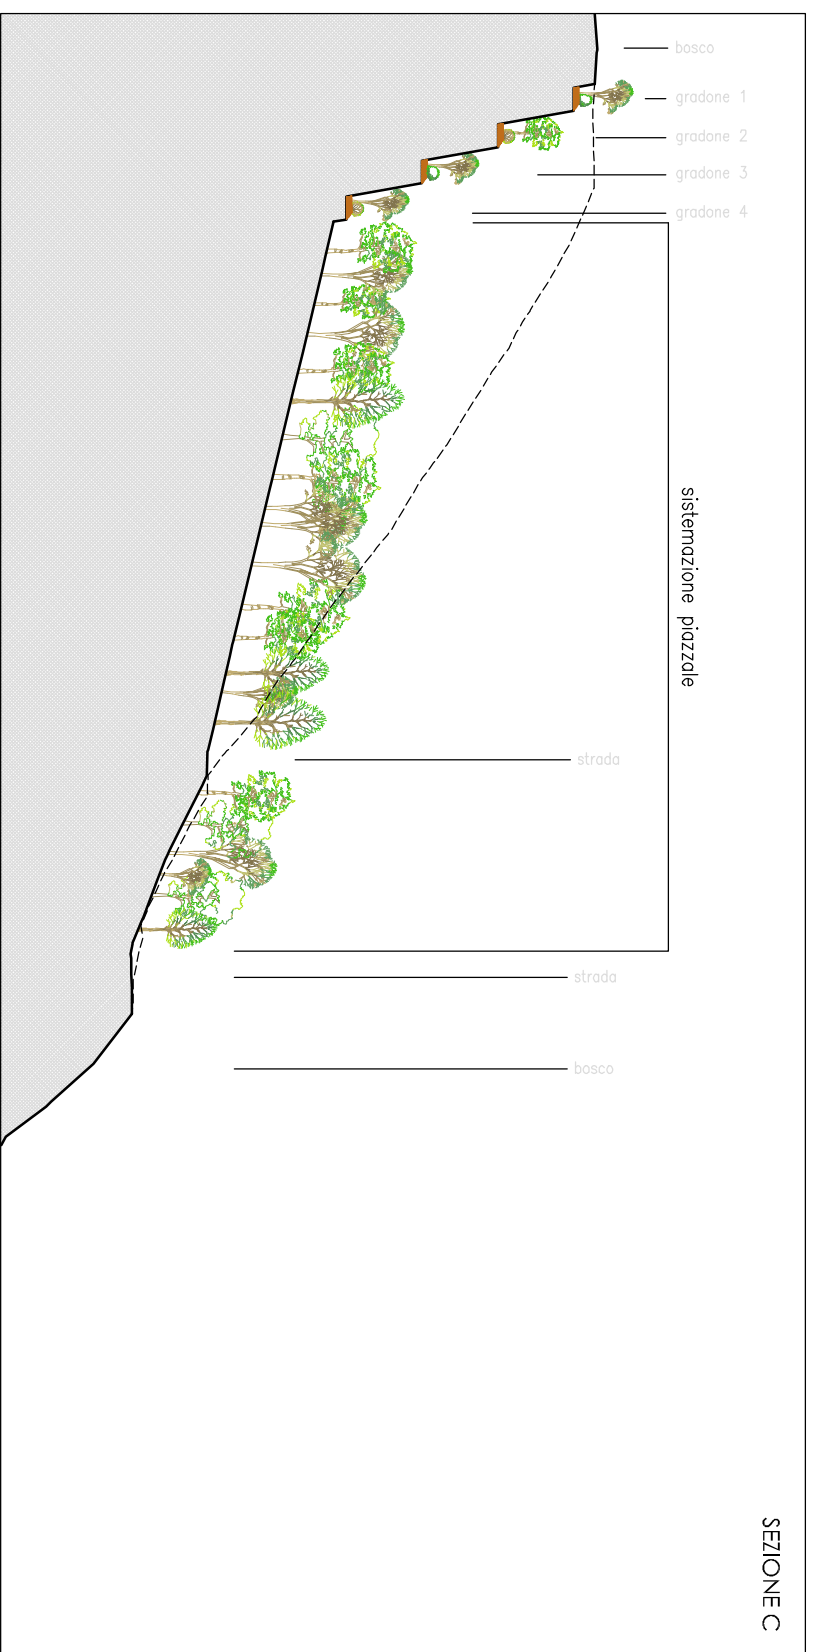 bosco
gradone 1
gradone 2
gradone 3
gradone 4
sistemazione piazzale
strada
strada
bosco
SEZIONE C